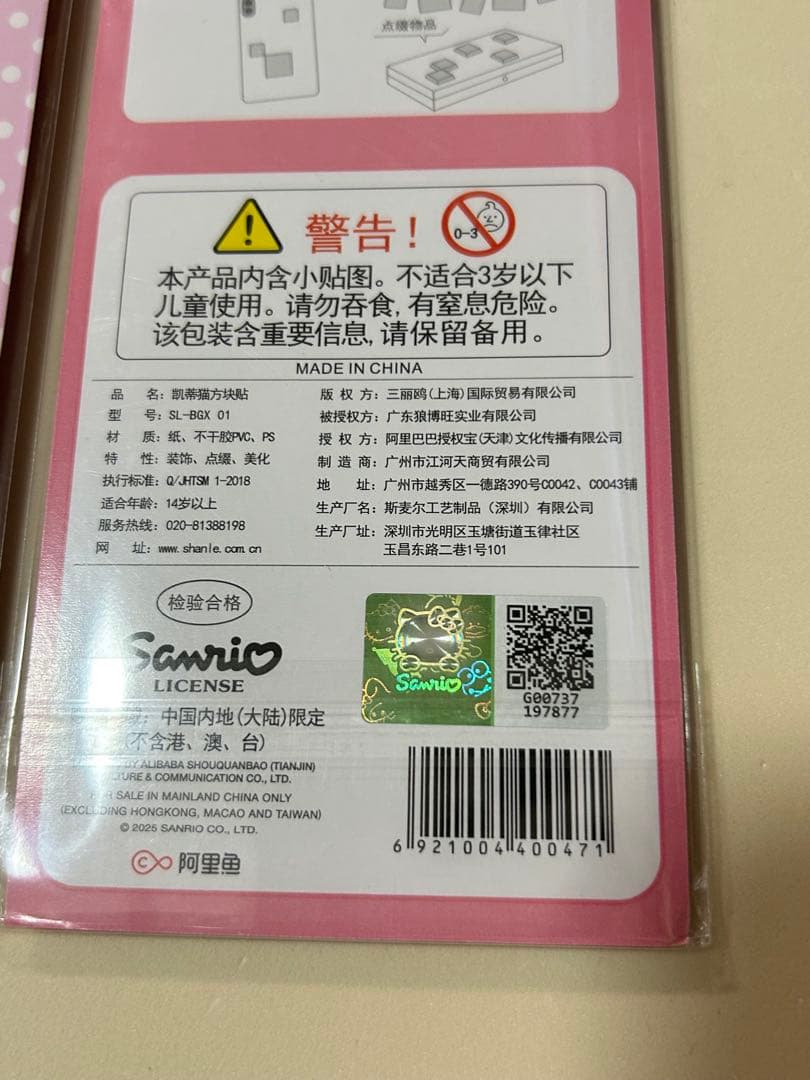 点缀物品
警告！
0-3
本产品内含小贴图。不适合3岁以下
儿童使用。请勿吞食，有窒息危险。
该包装含重要信息，请保留备用。
MADE IN CHINA
品 名：凯蒂猫方块贴
型 号：SL-BGX 01
材 质：纸、不干胶PVC、PS
特 性：装饰、点缀、美化
执行标准：Q/JHTSM 1-2018
适合年龄：14岁以上
服务热线：020-81388198
网 址：www.shanle.com.cn
版 权 方：三丽鸥(上海)国际贸易有限公司
被授权方：广东狼博旺实业有限公司
授 权 方：阿里巴巴授权宝(天津)文化传播有限公司
制 造 商：广州市江河天商贸有限公司
地 址：广州市越秀区一德路390号C0042、C0043铺
生产厂名：斯麦尔工艺制品（深圳）有限公司
生产厂址：深圳市光明区玉塘街道玉律社区
玉昌东路二巷1号101
检验合格
Sanrio
LICENSE
中国内地(大陆)限定
(不含港、澳、台)
BY ALIBABA SHOUQUANBAO (TIANJIN)
& COMMUNICATION CO., LTD.
FOR SALE IN MAINLAND CHINA ONLY
(EXCLUDING HONGKONG, MACAO AND TAIWAN)
© 2025 SANRIO CO., LTD.
阿里鱼
Sanrio
G00737
197877
6 921004 400471